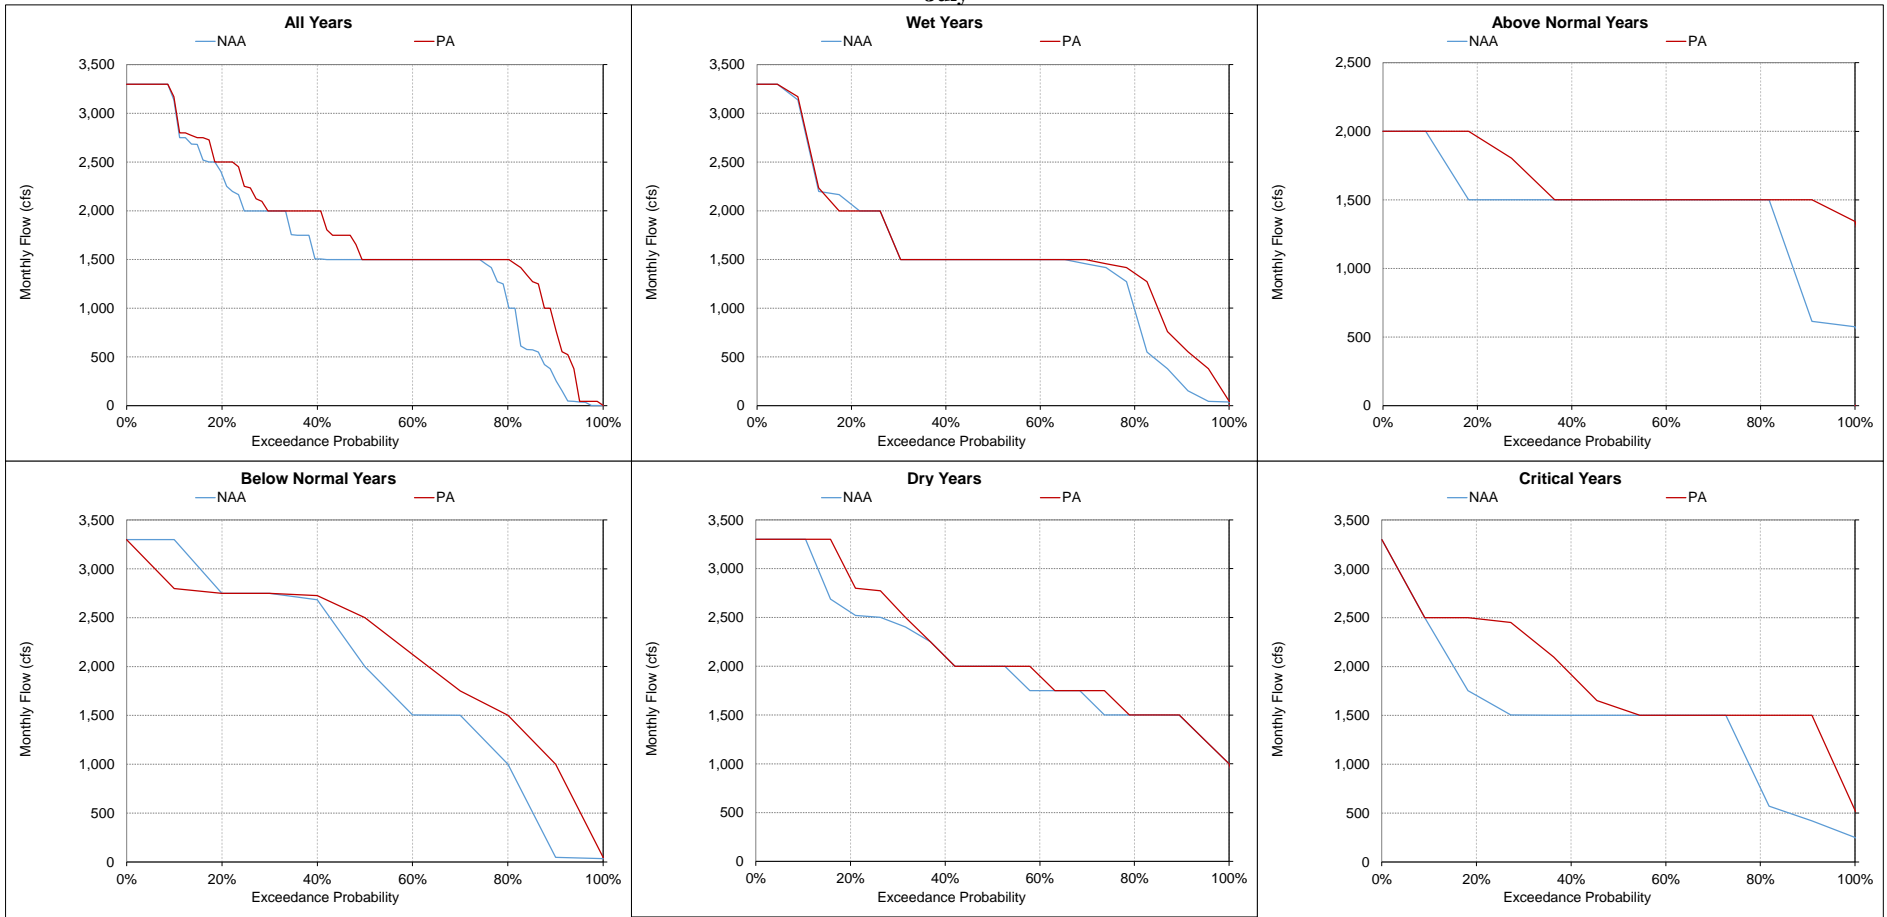 All Years
NAA PA
3,500
3,000
2,500
2,000
1,500
1,000
500
0
Monthly Flow (cfs)
0% 20% 40% 60% 80% 100%
Exceedance Probability
Wet Years
NAA PA
3,500
3,000
2,500
2,000
1,500
1,000
500
0
Monthly Flow (cfs)
0% 20% 40% 60% 80% 100%
Exceedance Probability
Above Normal Years
NAA PA
2,500
2,000
1,500
1,000
500
0
Monthly Flow (cfs)
0% 20% 40% 60% 80% 100%
Exceedance Probability
Below Normal Years
NAA PA
3,500
3,000
2,500
2,000
1,500
1,000
500
0
Monthly Flow (cfs)
0% 20% 40% 60% 80% 100%
Exceedance Probability
Dry Years
NAA PA
3,500
3,000
2,500
2,000
1,500
1,000
500
0
Monthly Flow (cfs)
0% 20% 40% 60% 80% 100%
Exceedance Probability
Critical Years
NAA PA
3,500
3,000
2,500
2,000
1,500
1,000
500
0
Monthly Flow (cfs)
0% 20% 40% 60% 80% 100%
Exceedance Probability